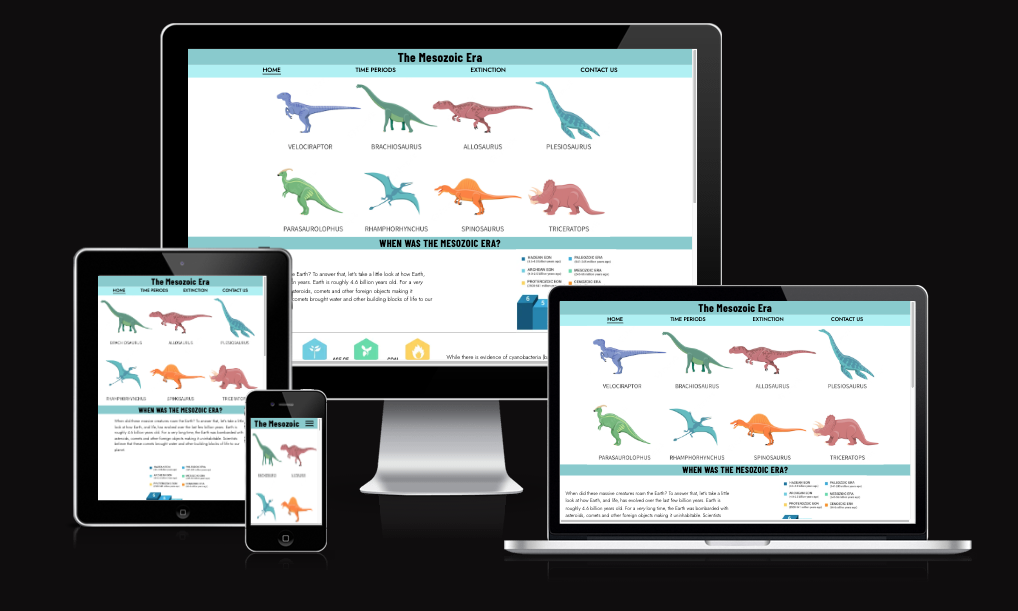 The Mesozoic Era
HOME TIME PERIODS EXTINCTION CONTACT US
VELOCIRAPTOR BRACHIOSAURUS ALLOSAURUS PLESIOSAURUS
PARASAUROLOPHUS RHAMPHORHYNCHUS SPINOSAURUS TRICERATOPS
WHEN WAS THE MESOZOIC ERA?
e Earth? To answer that, let's take a little look at how Earth,
n years. Earth is roughly 4.6 billion years old. For a very
asteroids, comets and other foreign objects making it
comets brought water and other building blocks of life to our
HADEAN EON PALEOZOIC ERA
ARCHEAN EON MESOZOIC ERA
PROTEROZOIC EON CENOZOIC ERA
6 5
While there is evidence of cyanobacteria
The Mesozoic Era
HOME TIME PERIODS EXTINCTION CONTACT US
BRACHIOSAURUS ALLOSAURUS PLESIOSAURUS
RHAMPHORHYNCHUS SPINOSAURUS TRICERATOPS
WHEN WAS THE MESOZOIC ERA?
When did these massive creatures roam the Earth? To answer that, let's take a little
look at how Earth, and life, has evolved over the last few billion years. Earth is
roughly 4.6 billion years old. For a very long time, the Earth was bombarded with
asteroids, comets and other foreign objects making it uninhabitable. Scientists
believe that these comets brought water and other building blocks of life to our
planet.
The Mesozoic
The Mesozoic Era
HOME TIME PERIODS EXTINCTION CONTACT US
VELOCIRAPTOR BRACHIOSAURUS ALLOSAURUS PLESIOSAURUS
PARASAUROLOPHUS RHAMPHORHYNCHUS SPINOSAURUS TRICERATOPS
WHEN WAS THE MESOZOIC ERA?
When did these massive creatures roam the Earth? To answer that, let's take a little
look at how Earth, and life, has evolved over the last few billion years. Earth is
roughly 4.6 billion years old. For a very long time, the Earth was bombarded with
asteroids, comets and other foreign objects making it uninhabitable. Scientists
HADEAN EON PALEOZOIC ERA
ARCHEAN EON MESOZOIC ERA
PROTEROZOIC EON CENOZOIC ERA